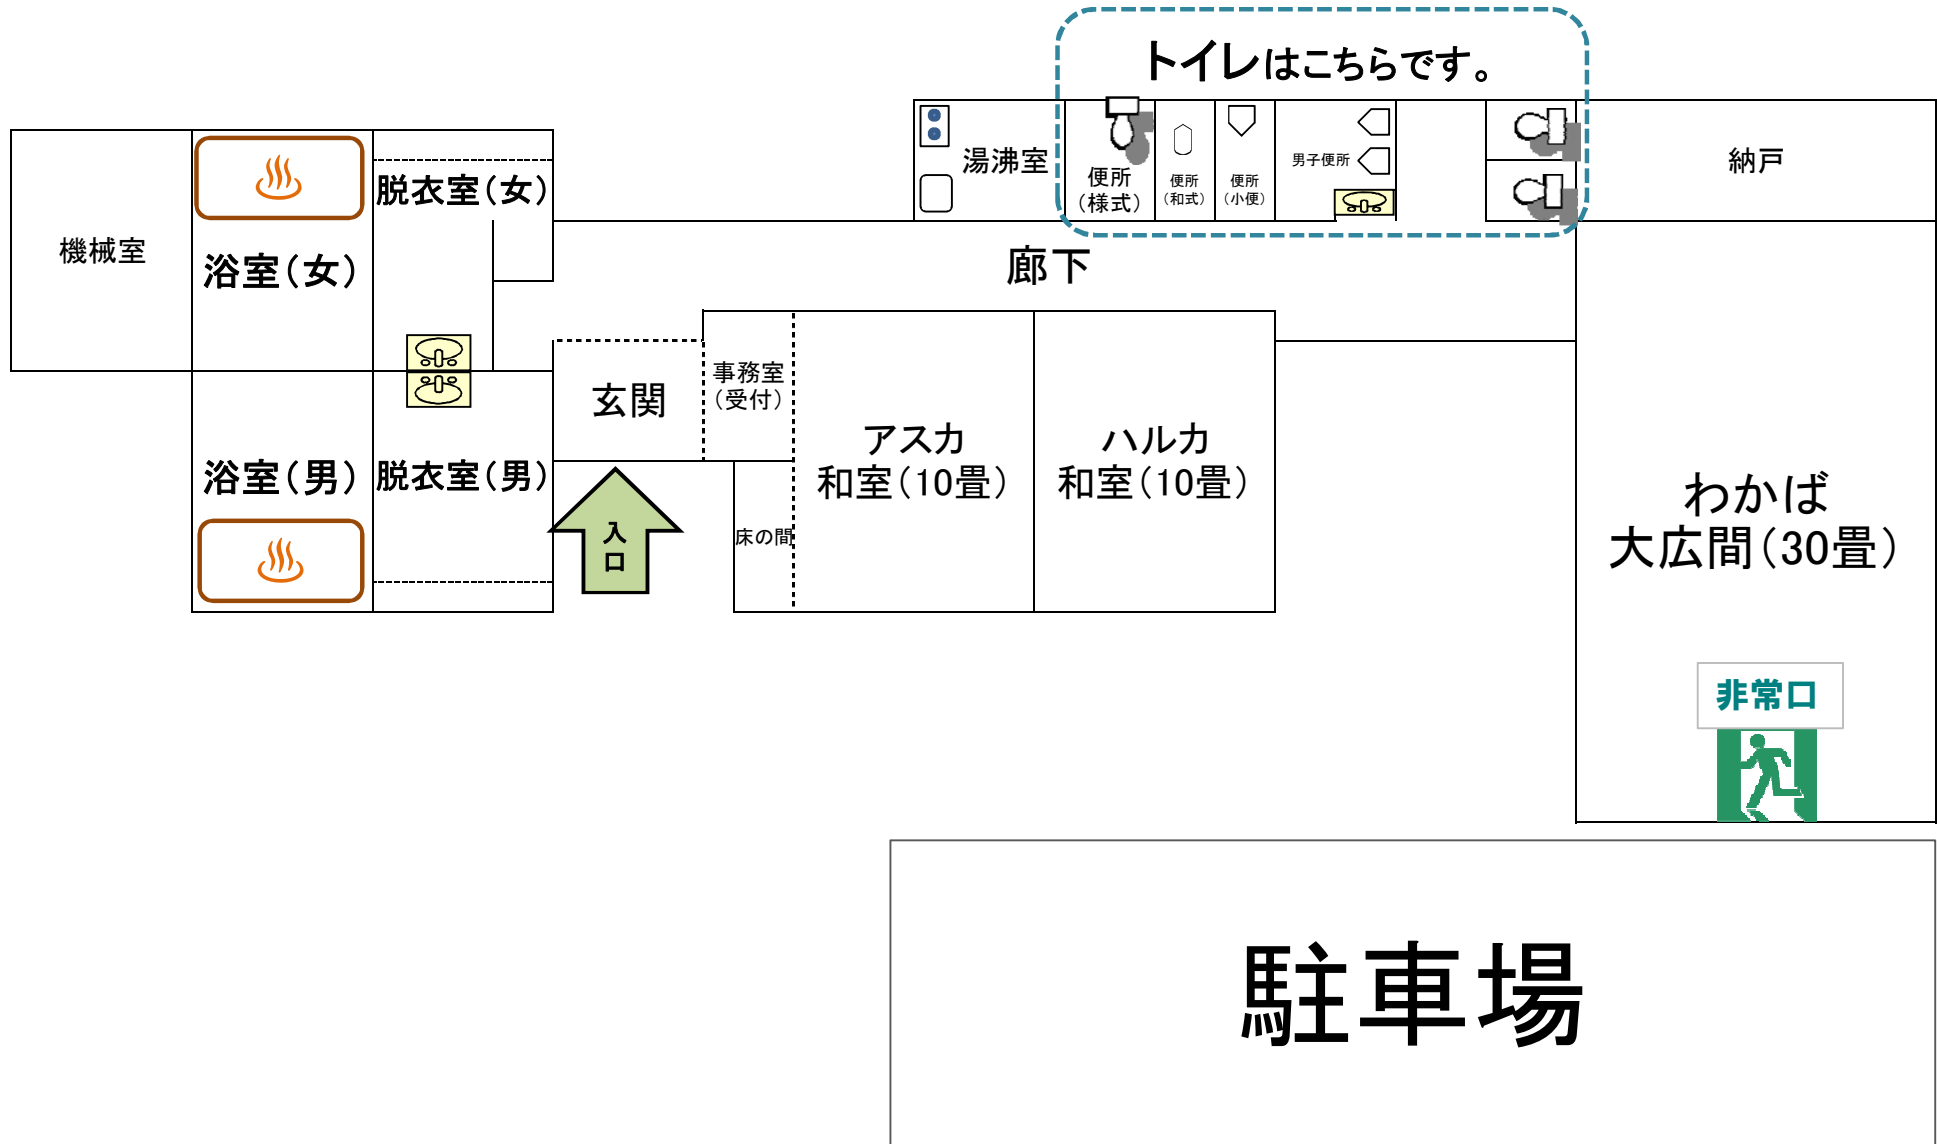 トイレはこちらです。
湯沸室
便所
（様式）
便所
（和式）
便所
（小便）
男子便所
納戸
機械室
脱衣室（女）
浴室（女）
廊下
玄関
事務室
（受付）
アスカ
和室（10畳）
ハルカ
和室（10畳）
浴室（男）
脱衣室（男）
入
口
床の間
わかば
大広間（30畳）
非常口
駐車場